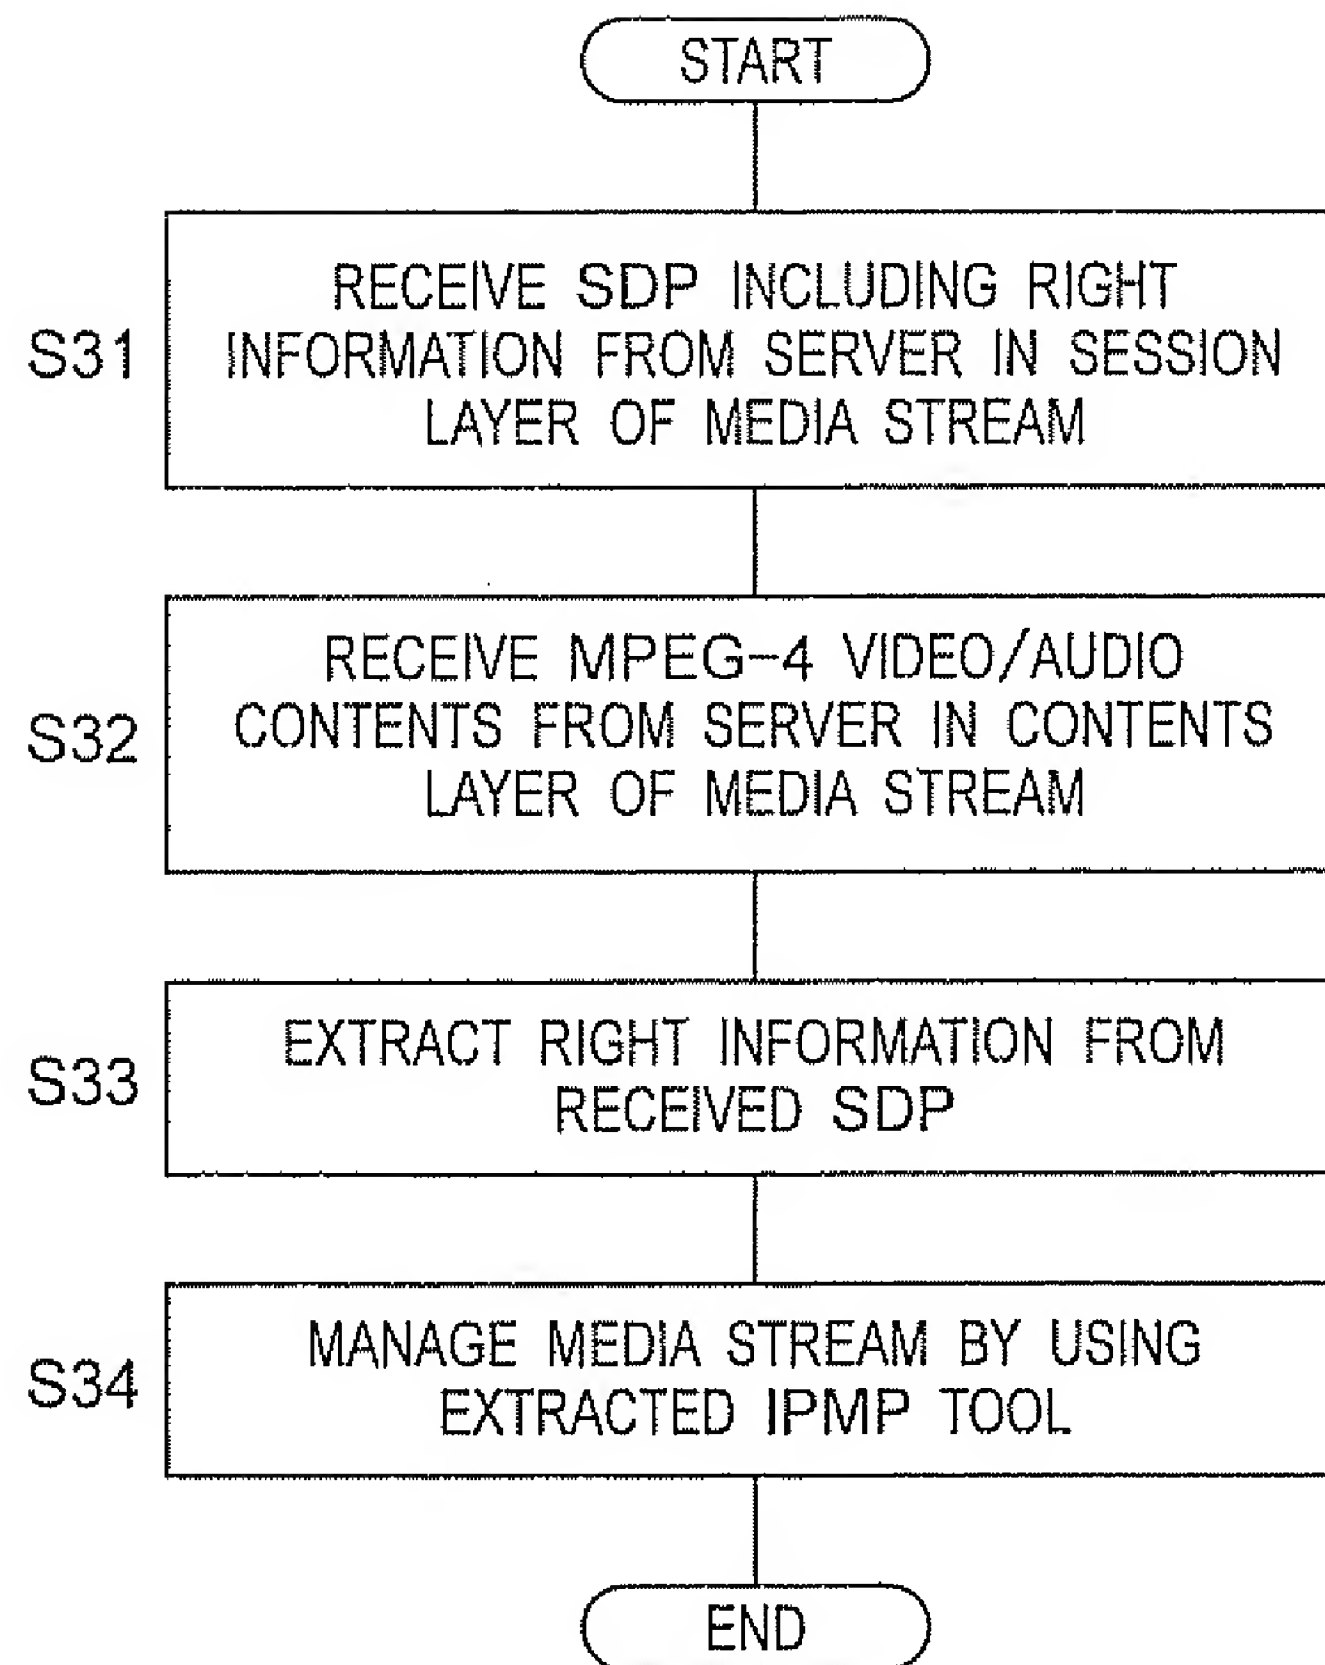 START
S31
RECEIVE SDP INCLUDING RIGHT
INFORMATION FROM SERVER IN SESSION
LAYER OF MEDIA STREAM
S32
RECEIVE MPEG-4 VIDEO/AUDIO
CONTENTS FROM SERVER IN CONTENTS
LAYER OF MEDIA STREAM
S33
EXTRACT RIGHT INFORMATION FROM
RECEIVED SDP
S34
MANAGE MEDIA STREAM BY USING
EXTRACTED IPMP TOOL
END